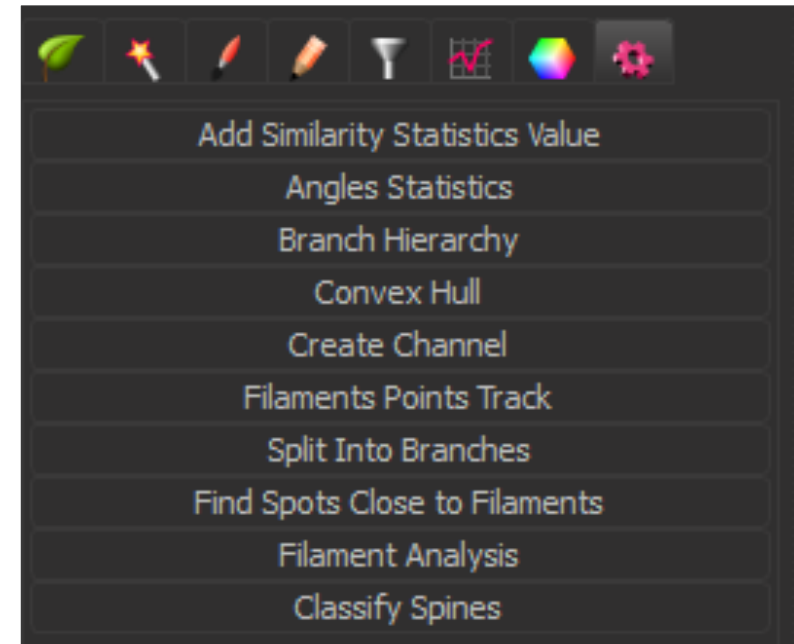 Add Similarity Statistics Value
Angles Statistics
Branch Hierarchy
Convex Hull
Create Channel
Filaments Points Track
Split Into Branches
Find Spots Close to Filaments
Filament Analysis
Classify Spines